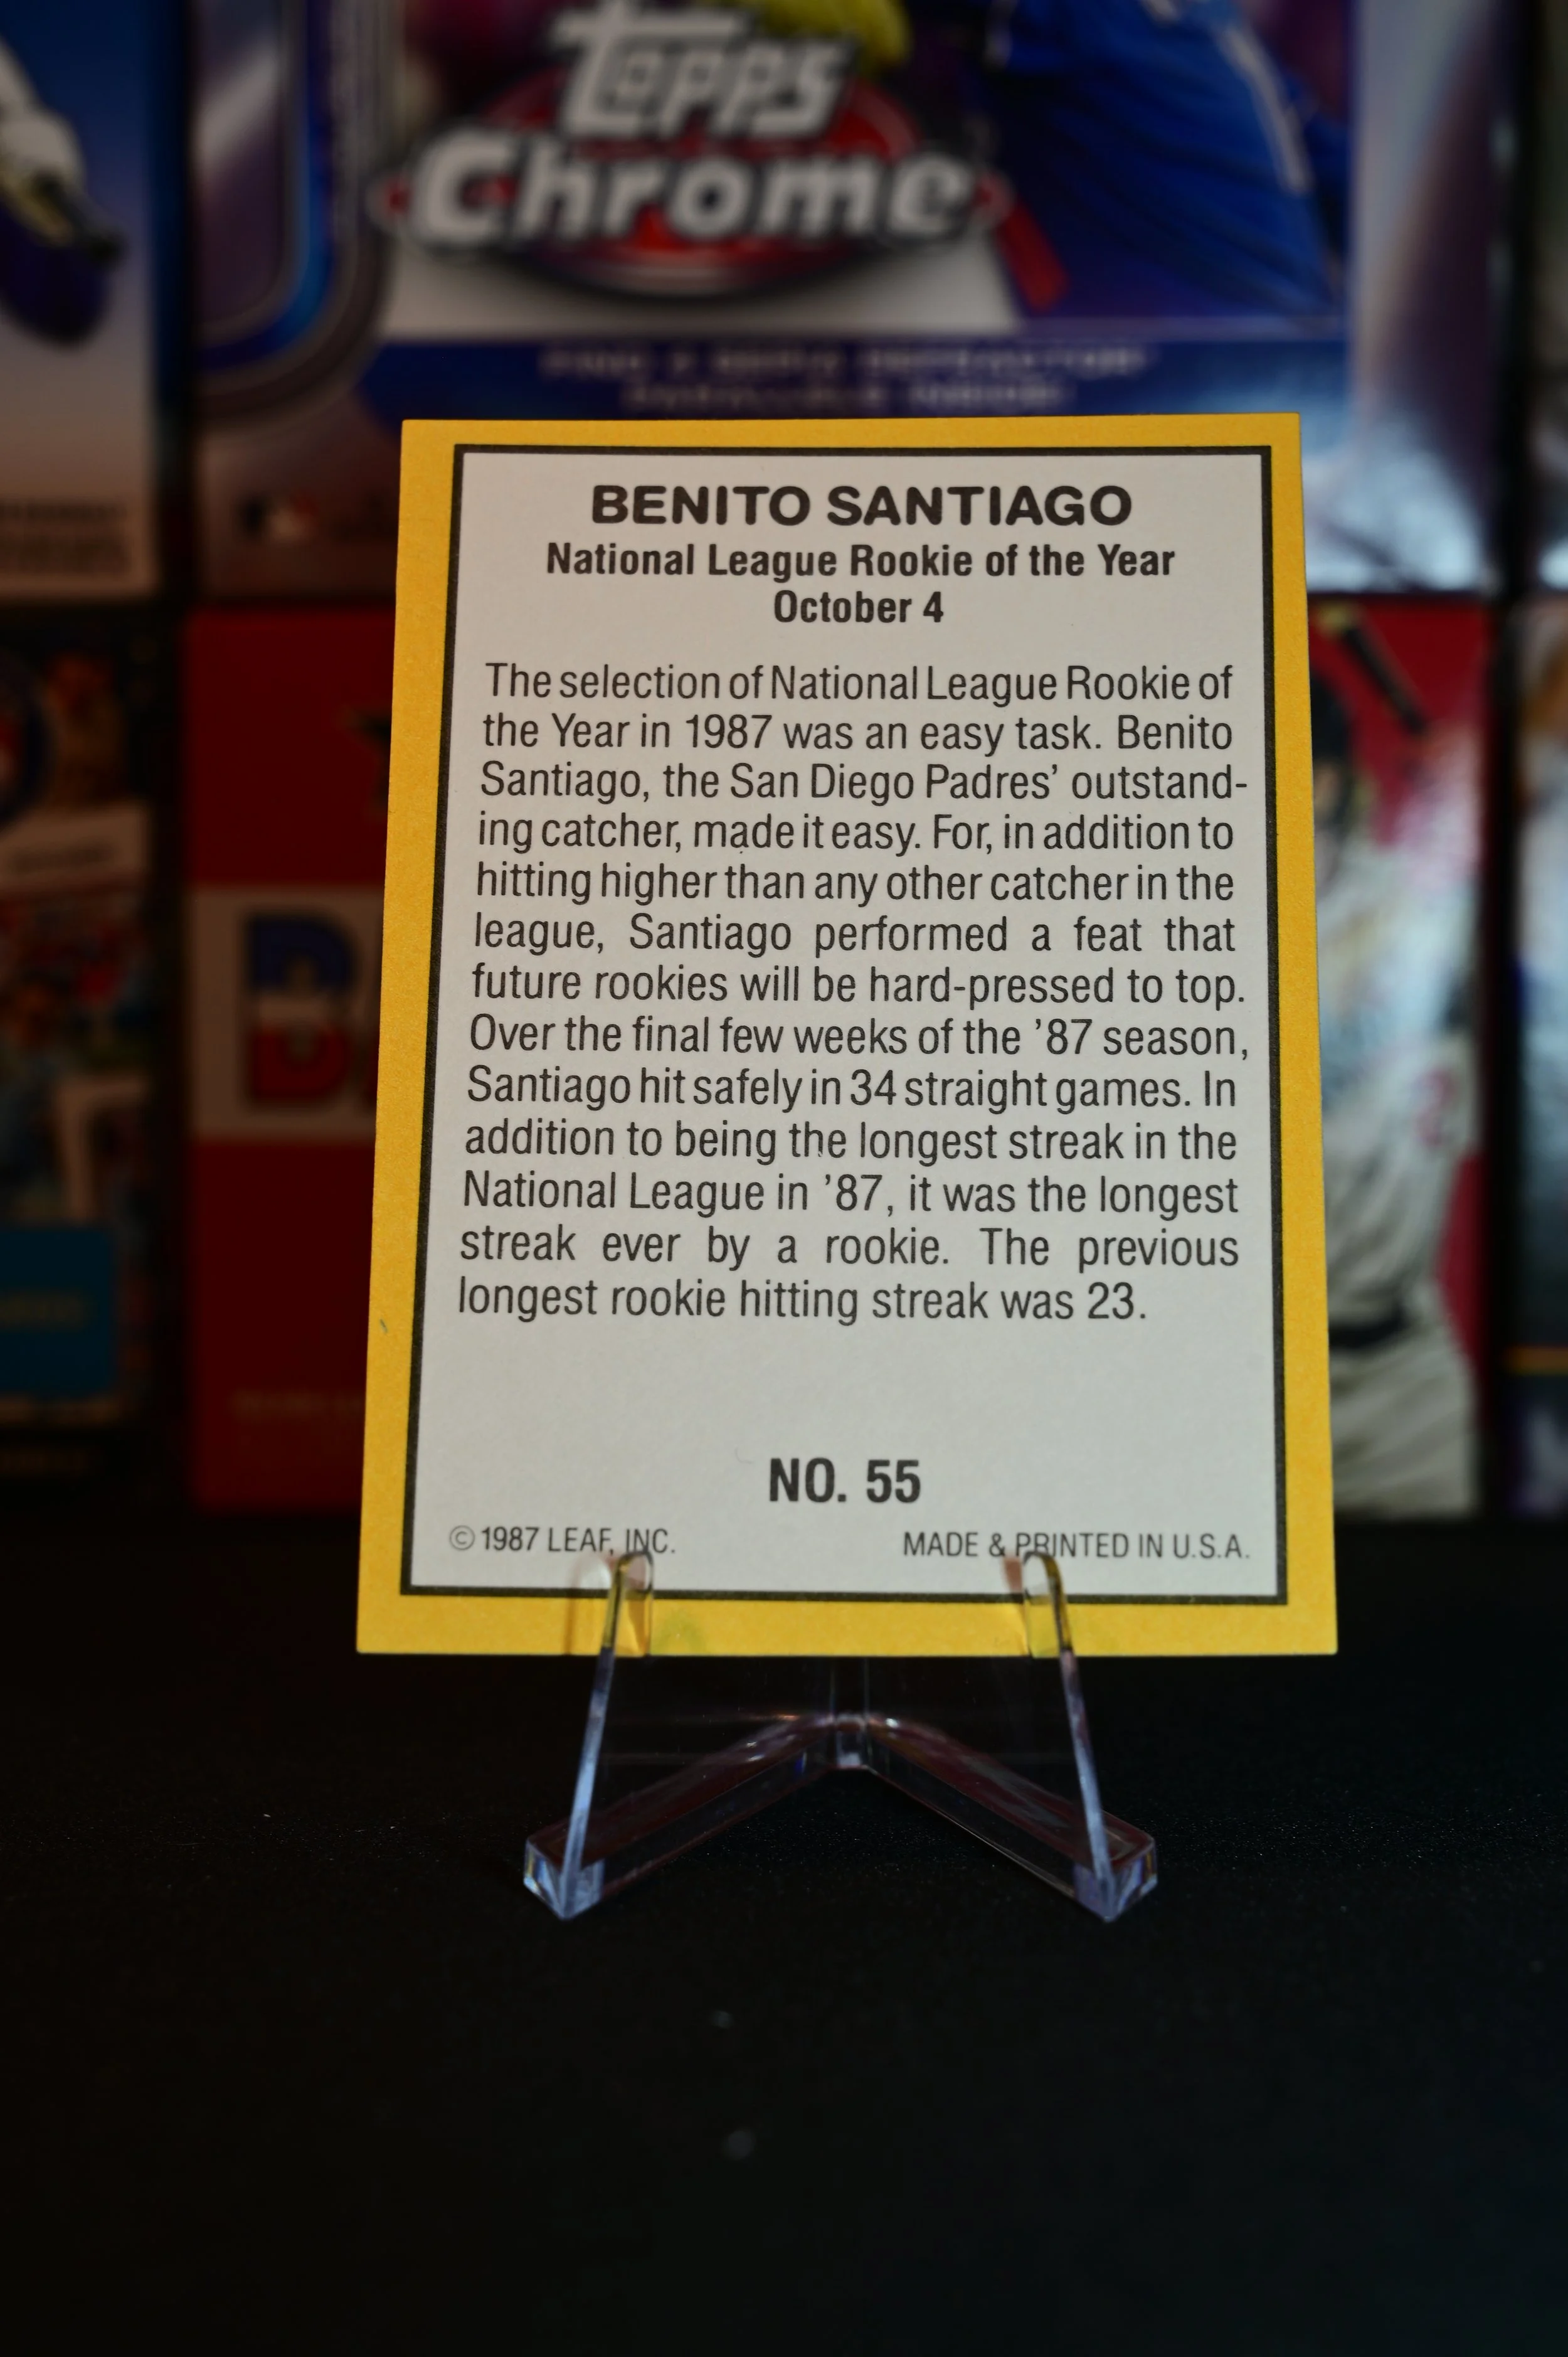 Topps
Chrome
BENITO SANTIAGO
National League Rookie of the Year
October 4
The selection of National League Rookie of
the Year in 1987 was an easy task. Benito
Santiago, the San Diego Padres’ outstand-
ing catcher, made it easy. For, in addition to
hitting higher than any other catcher in the
league, Santiago performed a feat that
future rookies will be hard-pressed to top.
Over the final few weeks of the ’87 season,
Santiago hit safely in 34 straight games. In
addition to being the longest streak in the
National League in ’87, it was the longest
streak ever by a rookie. The previous
longest rookie hitting streak was 23.
NO. 55
© 1987 LEAF, INC. MADE & PRINTED IN U.S.A.